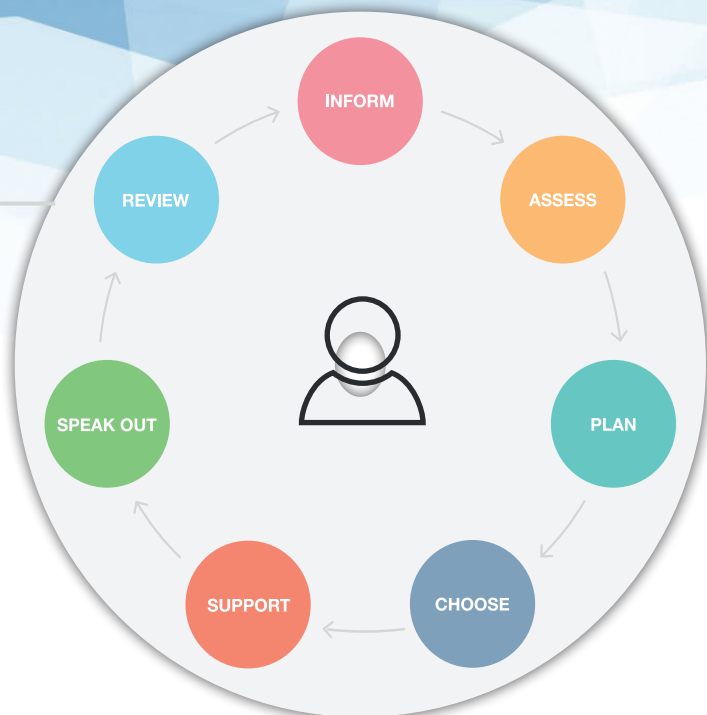 INFORM
ASSESS
PLAN
CHOOSE
SUPPORT
SPEAK OUT
REVIEW